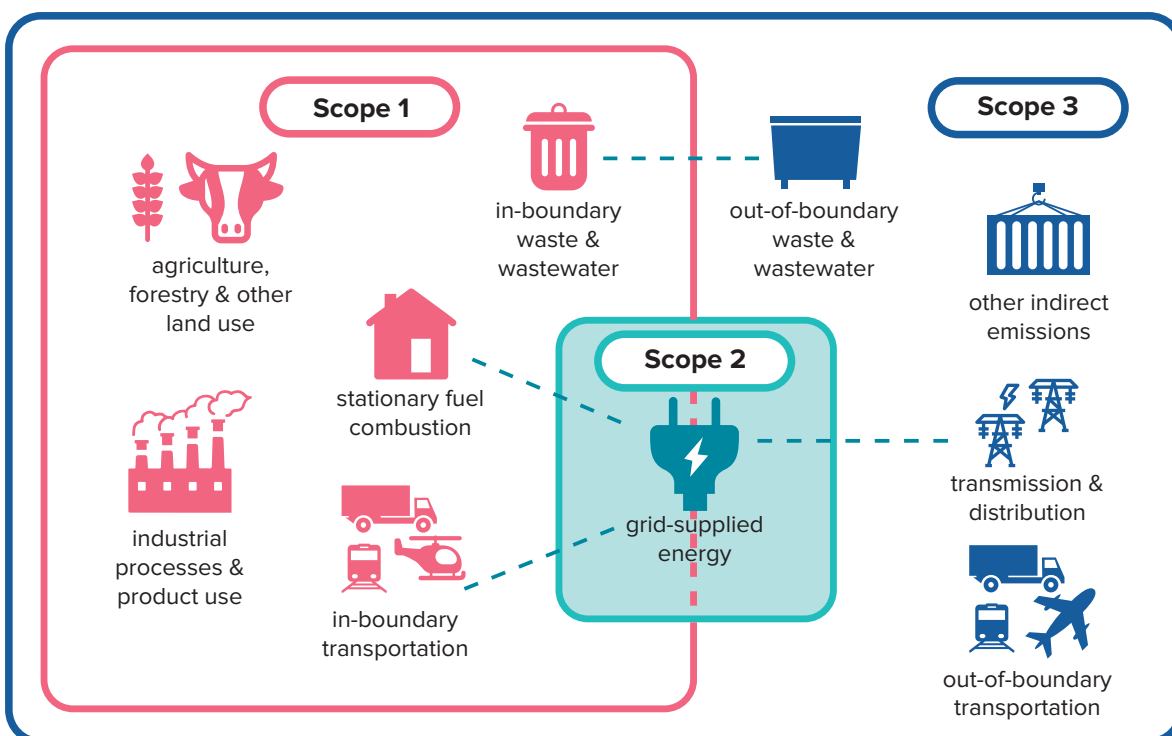 Scope 1
Scope 3
agriculture,
forestry & other
land use
in-boundary
waste &
wastewater
out-of-boundary
waste &
wastewater
other indirect
emissions
Scope 2
stationary fuel
combustion
grid-supplied
energy
transmission &
distribution
industrial
processes &
product use
in-boundary
transportation
out-of-boundary
transportation